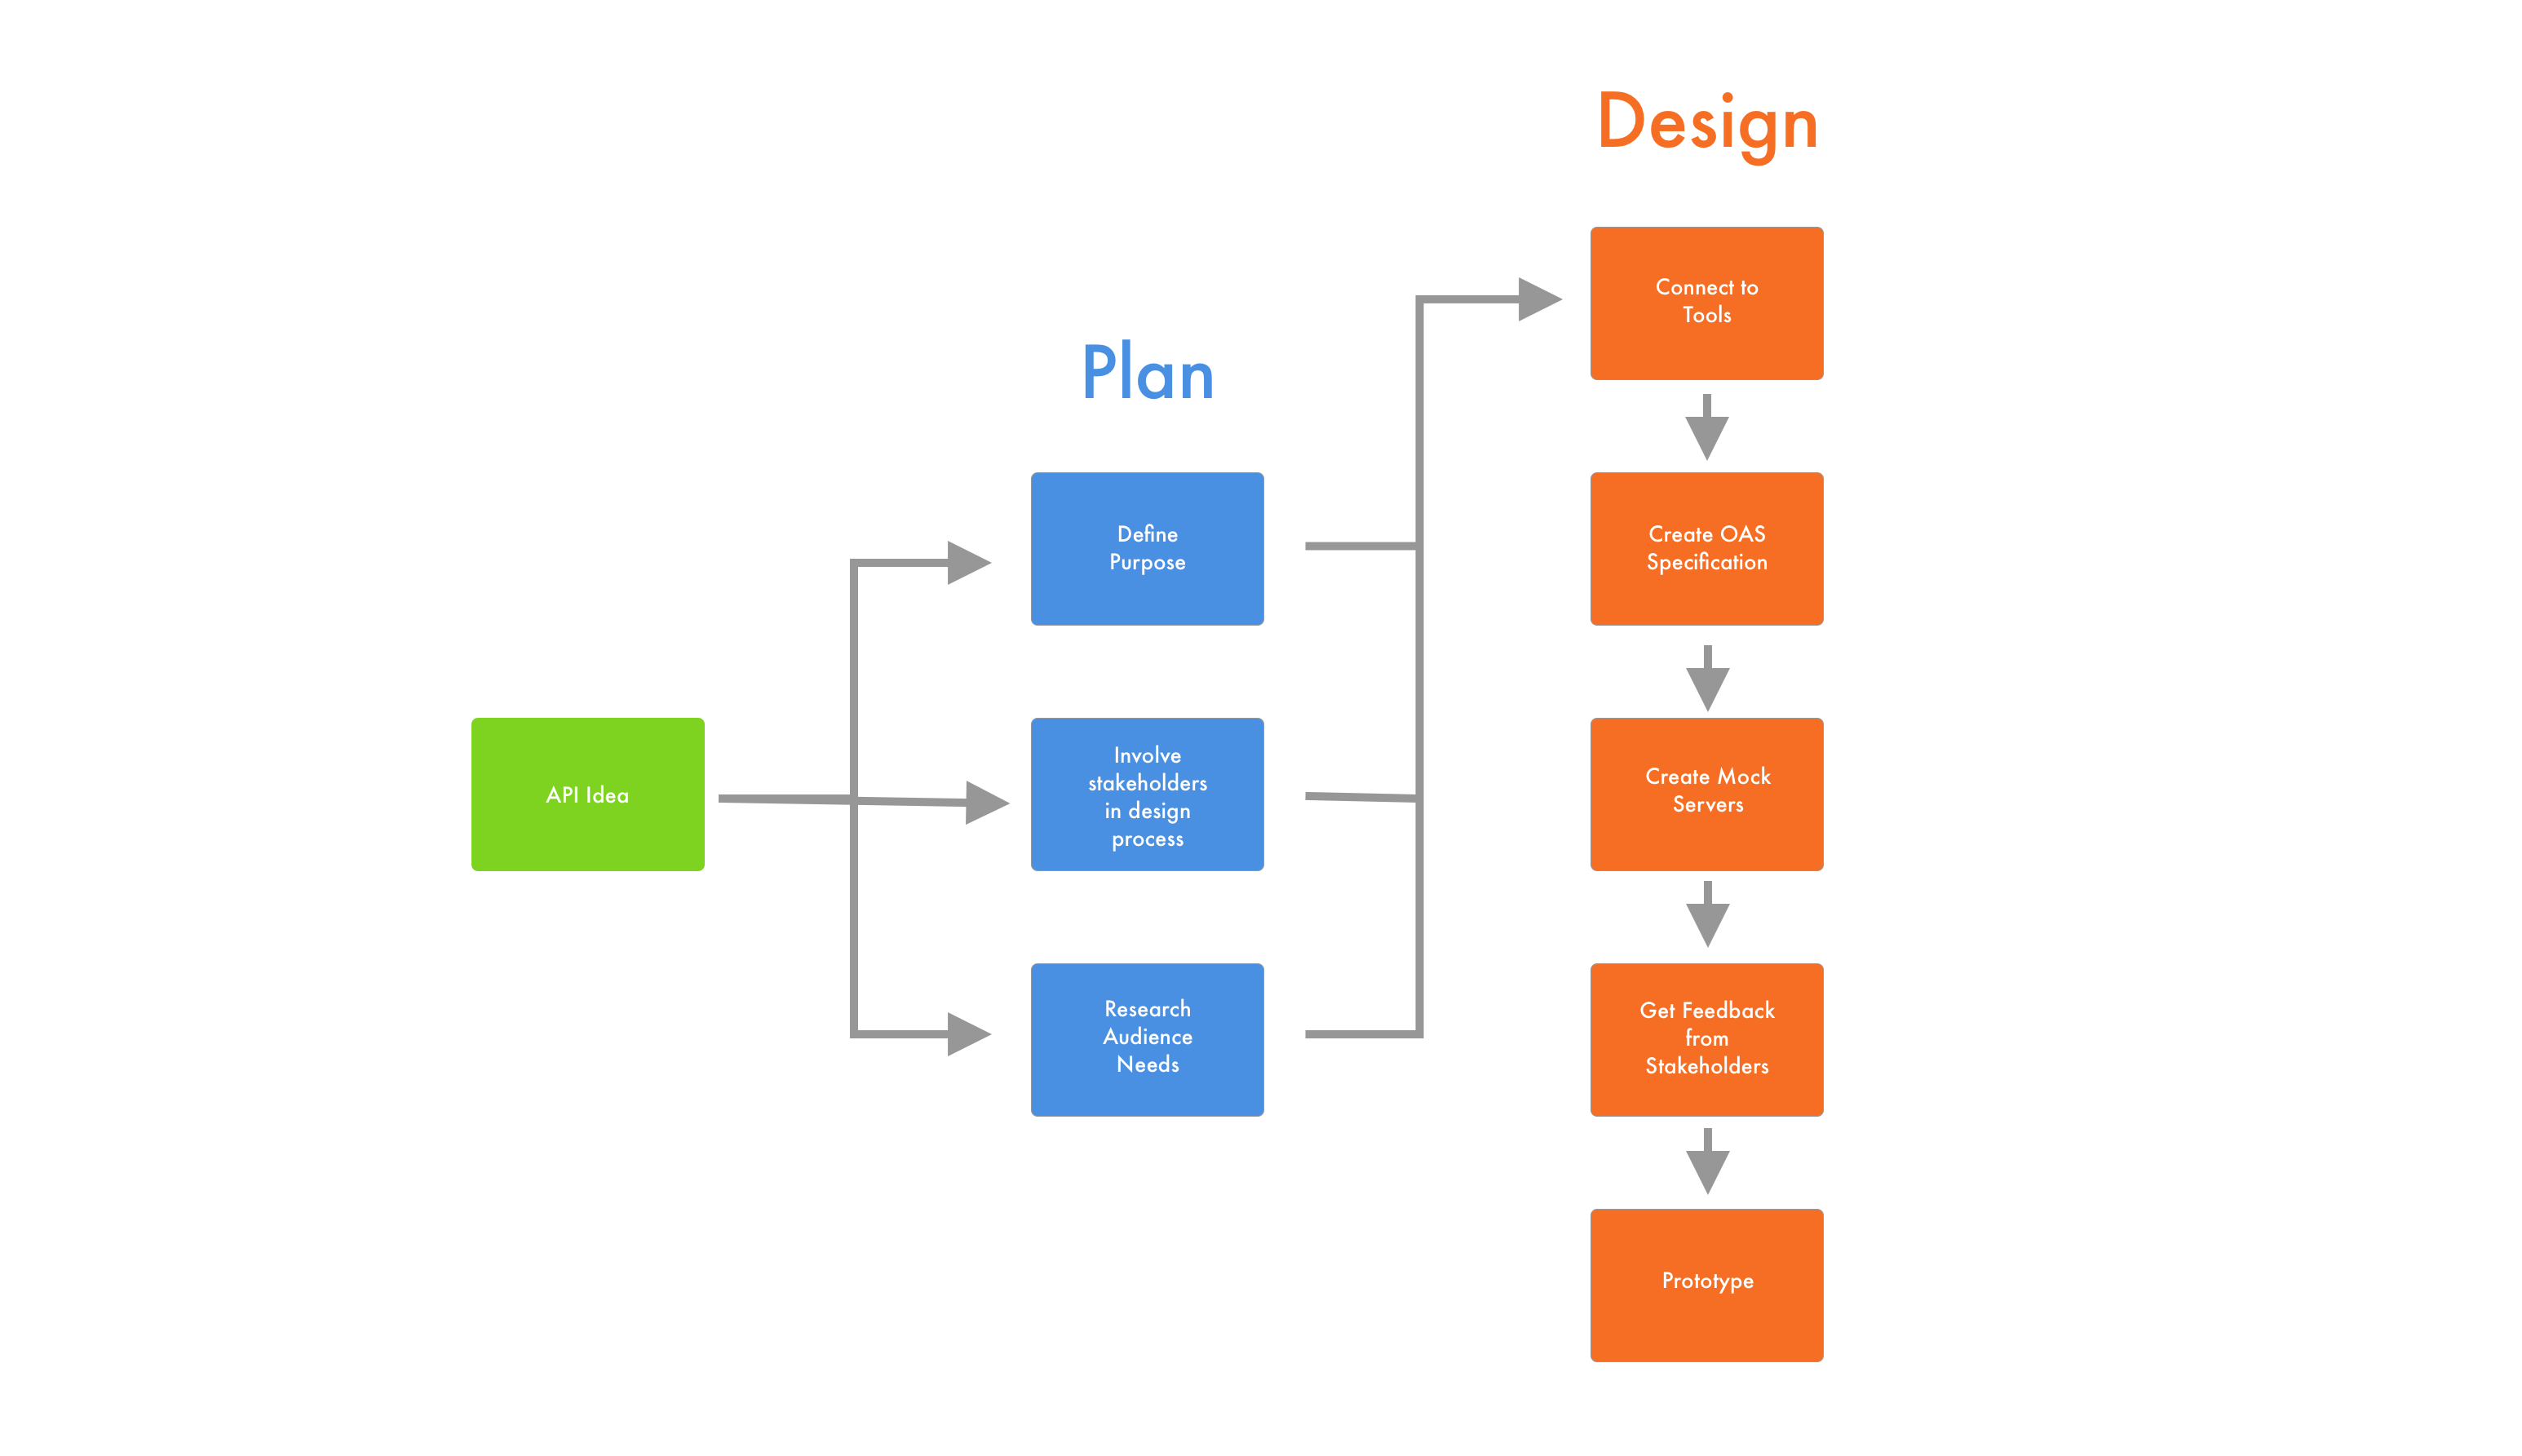 API Idea
Plan
Define
Purpose
Involve
stakeholders
in design
process
Research
Audience
Needs
Design
Connect to
Tools
Create OAS
Specification
Create Mock
Servers
Get Feedback
from
Stakeholders
Prototype